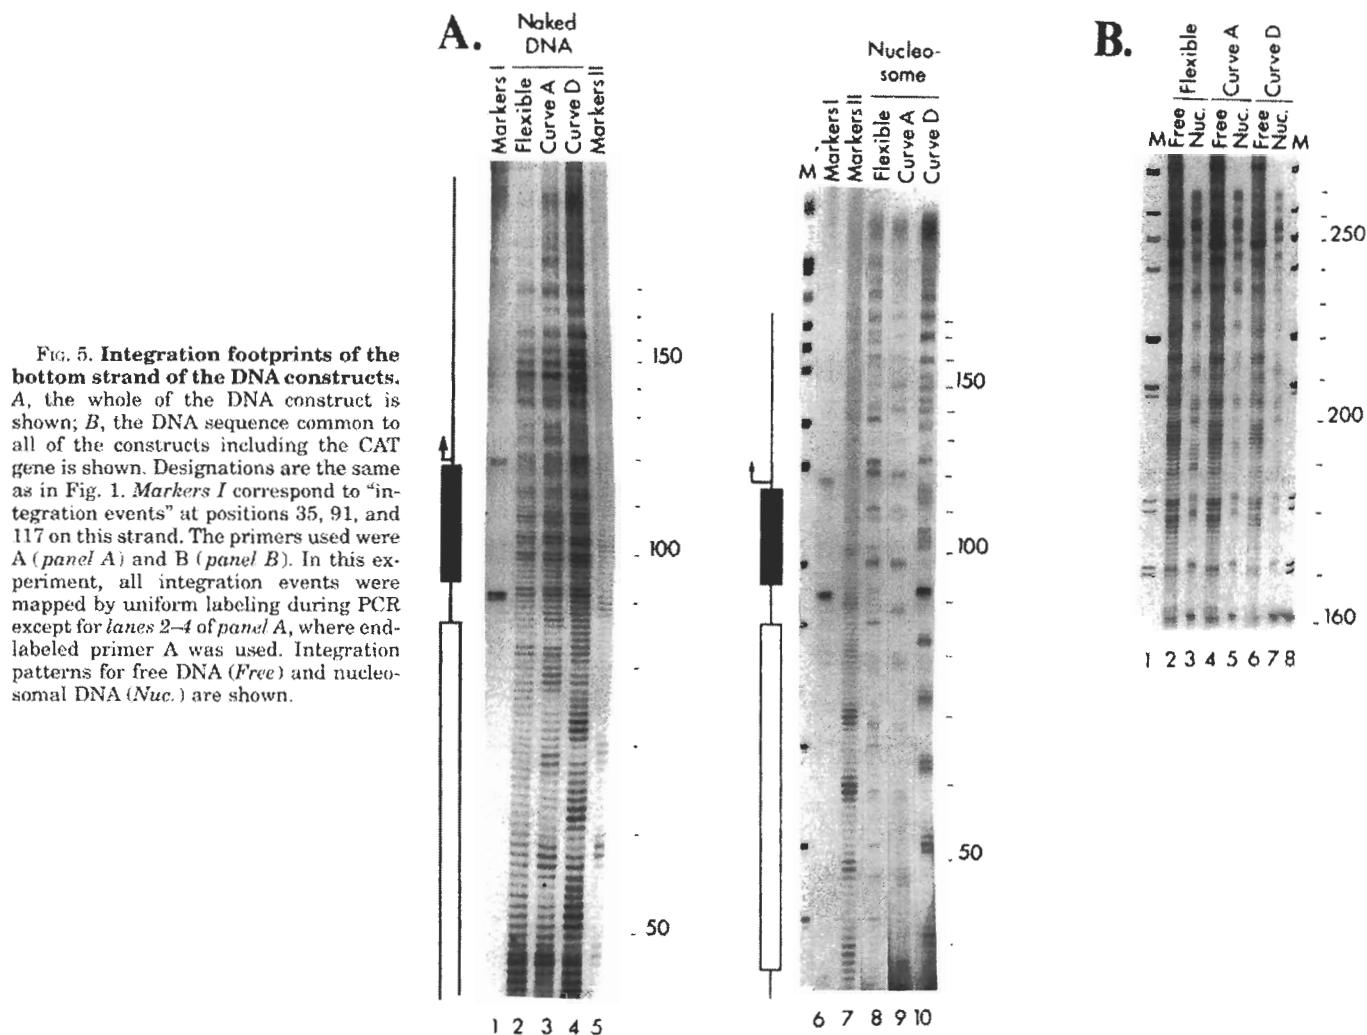 A.
Naked
DNA
Markers I
Flexible
Curve A
Curve D
Markers II
150
100
50
1 2 3 4 5
Nucleo-
some
M
Markers I
Markers II
Flexible
Curve A
Curve D
150
100
50
6 7 8 9 10
B.
Flexible
Curve A
Curve D
M
Free
Nuc.
Free
Nuc.
Free
Nuc.
M
250
200
160
1 2 3 4 5 6 7 8
FIG. 5. Integration footprints of the
bottom strand of the DNA constructs.
A, the whole of the DNA construct is
shown; B, the DNA sequence common to
all of the constructs including the CAT
gene is shown. Designations are the same
as in Fig. 1. Markers I correspond to “in-
tegration events” at positions 35, 91, and
117 on this strand. The primers used were
A (panel A) and B (panel B). In this ex-
periment, all integration events were
mapped by uniform labeling during PCR
except for lanes 2–4 of panel A, where end-
labeled primer A was used. Integration
patterns for free DNA (Free) and nucleo-
somal DNA (Nuc.) are shown.